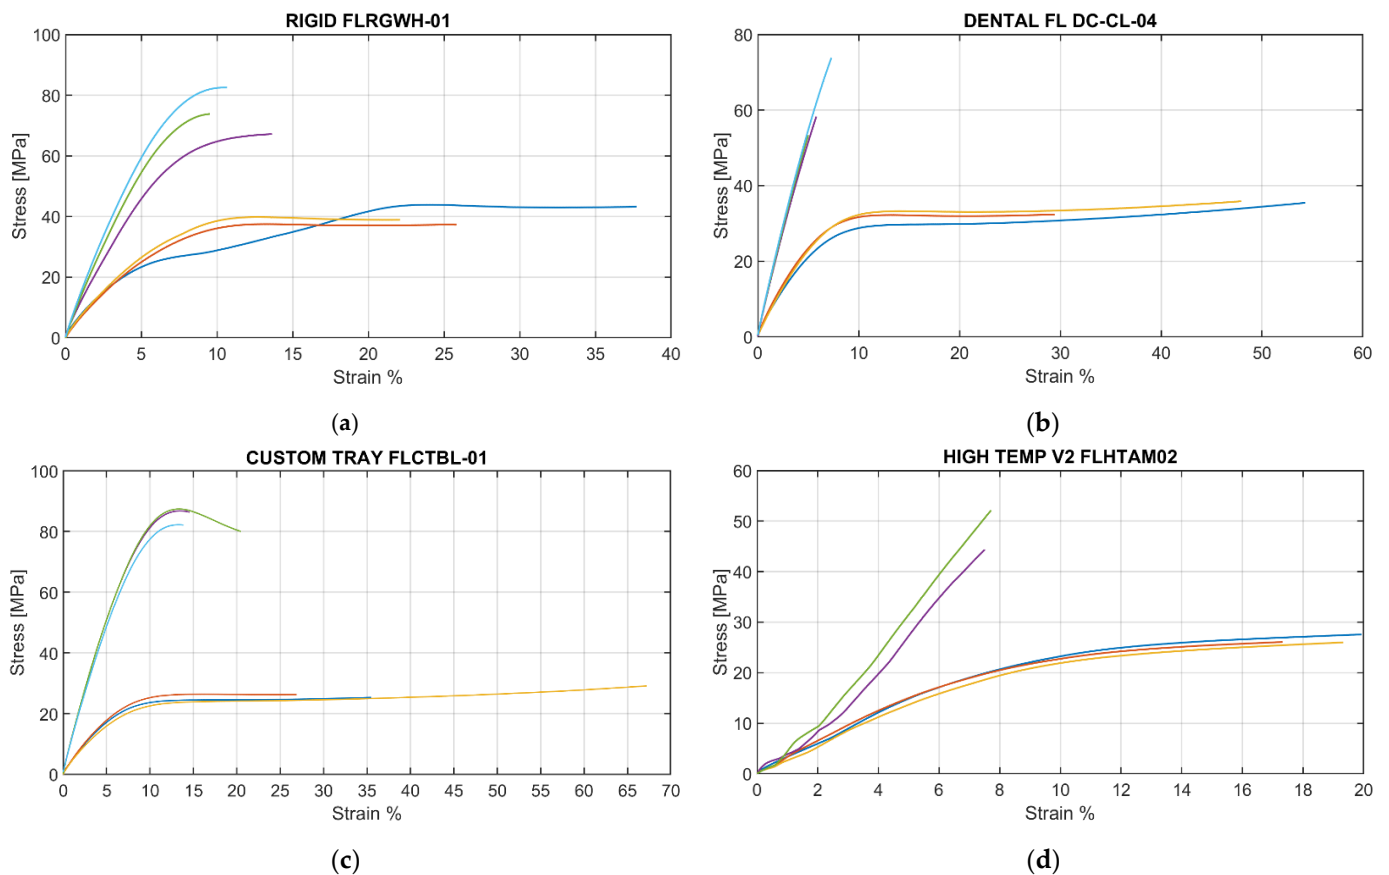 RIGID FLRGWH-01
100
80
60
40
20
0
Stress [MPa]
0 5 10 15 20 25 30 35 40
Strain %
(a)
DENTAL FL DC-CL-04
80
60
40
20
0
Stress [MPa]
0 10 20 30 40 50 60
Strain %
(b)
CUSTOM TRAY FLCTBL-01
100
80
60
40
20
0
Stress [MPa]
0 5 10 15 20 25 30 35 40 45 50 55 60 65 70
Strain %
(c)
HIGH TEMP V2 FLHTAM02
60
50
40
30
20
10
0
Stress [MPa]
0 2 4 6 8 10 12 14 16 18 20
Strain %
(d)